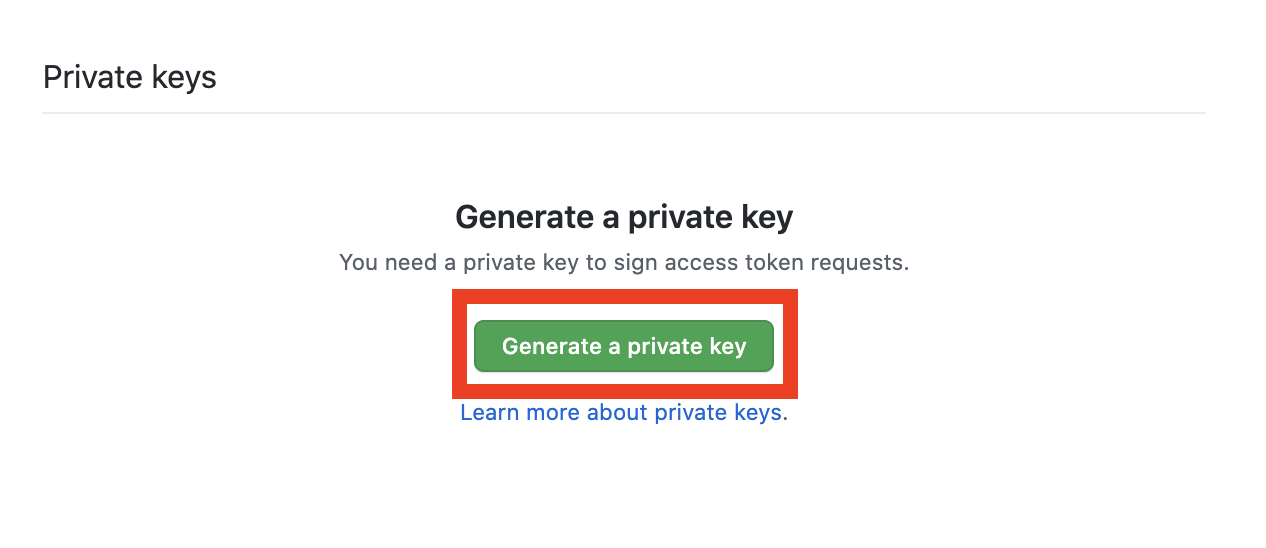 Private keys
Generate a private key
You need a private key to sign access token requests.
Generate a private key
Learn more about private keys.